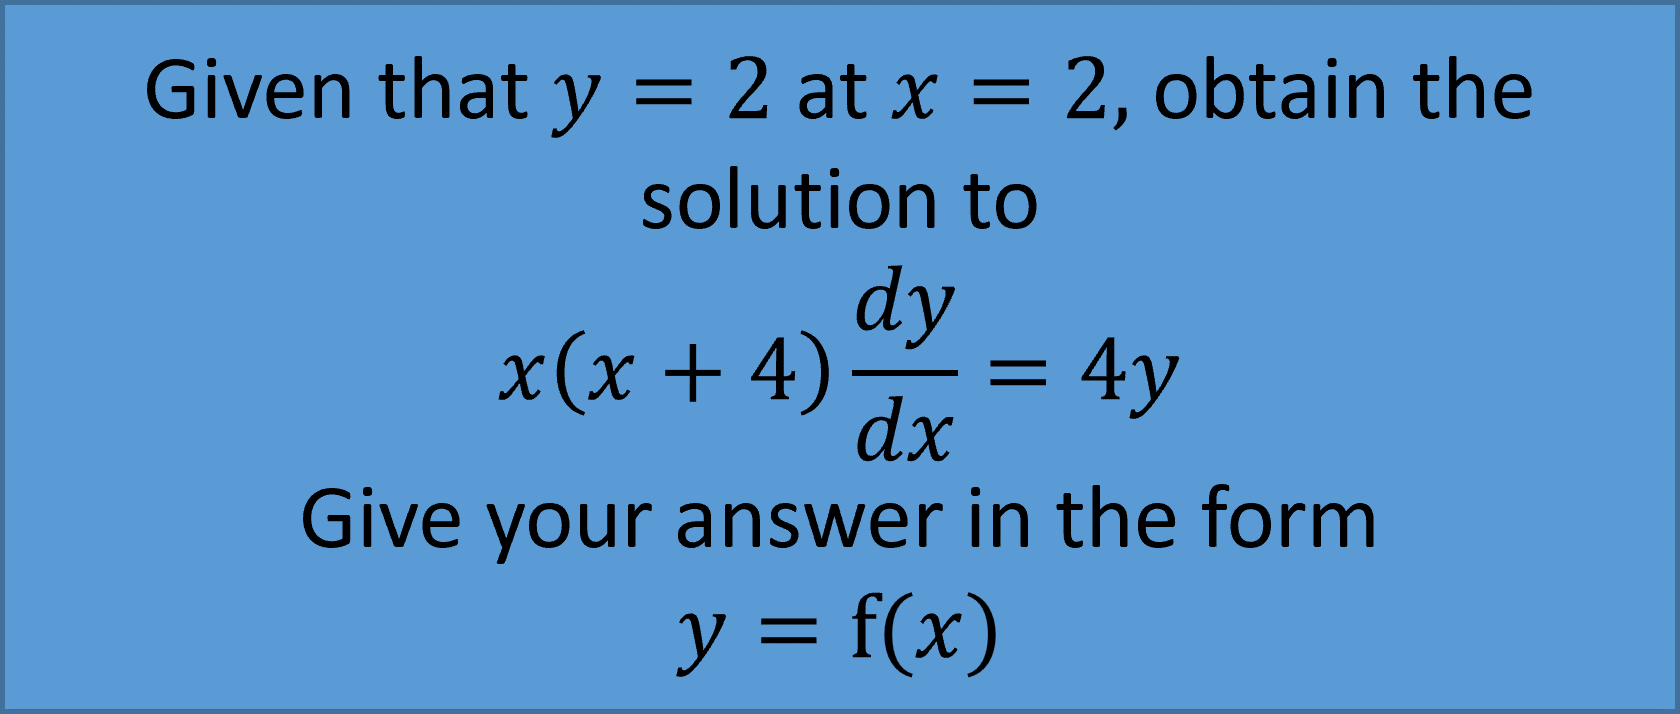 Given that y = 2 at x = 2, obtain the
solution to
x(x + 4) dy/dx = 4y
Give your answer in the form
y = f(x)